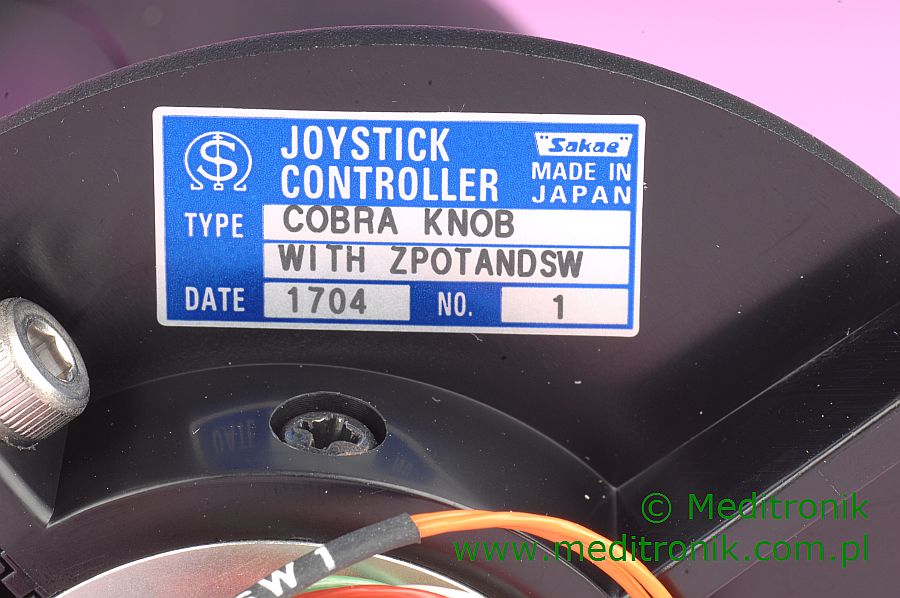 JOYSTICK
CONTROLLER
"Sakae"
MADE IN
JAPAN
TYPE COBRA KNOB
WITH ZPOTANDSW
DATE 1704 NO. 1
SW1
© Meditronik
www.meditronik.com.pl